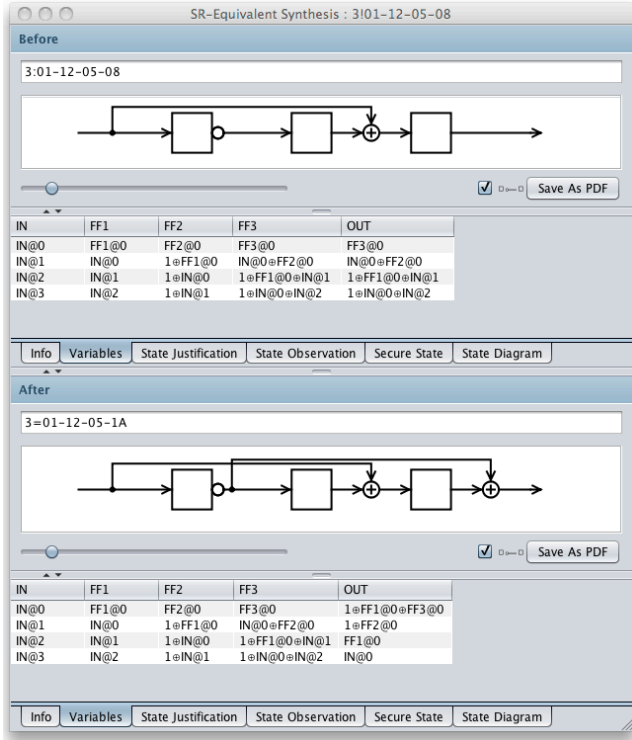 SR-Equivalent Synthesis : 3!01-12-05-08
Before
3:01-12-05-08
Save As PDF
IN FF1 FF2 FF3 OUT
IN@0 FF1@0 FF2@0 FF3@0 FF3@0
IN@1 IN@0 1⊕FF1@0 IN@0⊕FF2@0 IN@0⊕FF2@0
IN@2 IN@1 1⊕IN@0 1⊕FF1@0⊕IN@1 1⊕FF1@0⊕IN@1
IN@3 IN@2 1⊕IN@1 1⊕IN@0⊕IN@2 1⊕IN@0⊕IN@2
Info Variables State Justification State Observation Secure State State Diagram
After
3=01-12-05-1A
Save As PDF
IN FF1 FF2 FF3 OUT
IN@0 FF1@0 FF2@0 FF3@0 1⊕FF1@0⊕FF3@0
IN@1 IN@0 1⊕FF1@0 IN@0⊕FF2@0 1⊕FF2@0
IN@2 IN@1 1⊕IN@0 1⊕FF1@0⊕IN@1 FF1@0
IN@3 IN@2 1⊕IN@1 1⊕IN@0⊕IN@2 IN@0
Info Variables State Justification State Observation Secure State State Diagram